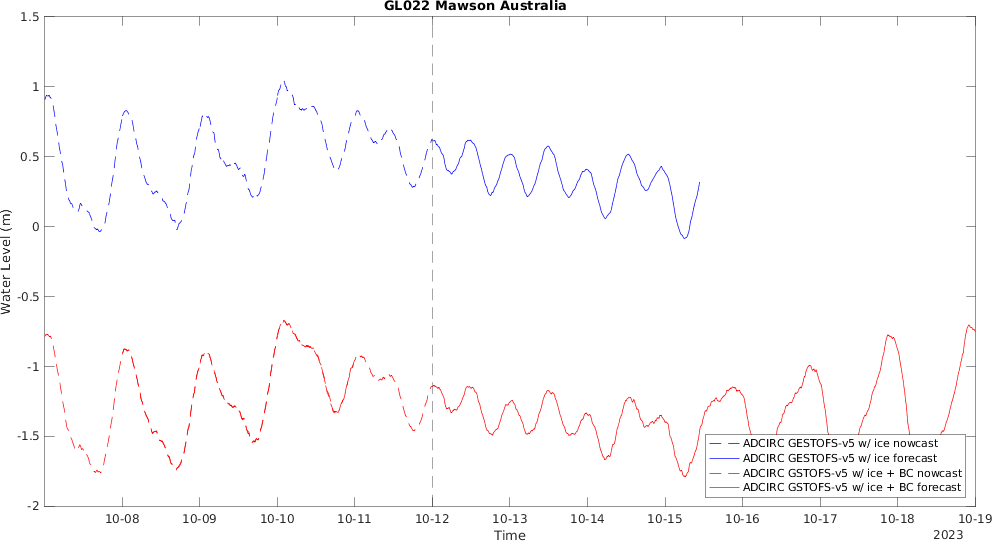 GL022 Mawson Australia
Water Level (m)
1.5
1
0.5
0
-0.5
-1
-1.5
-2
ADCIRC GESTOFS-v5 w/ ice nowcast
ADCIRC GESTOFS-v5 w/ ice forecast
ADCIRC GSTOFS-v5 w/ ice + BC nowcast
ADCIRC GSTOFS-v5 w/ ice + BC forecast
10-08 10-09 10-10 10-11 10-12 10-13 10-14 10-15 10-16 10-17 10-18 10-19
Time
2023